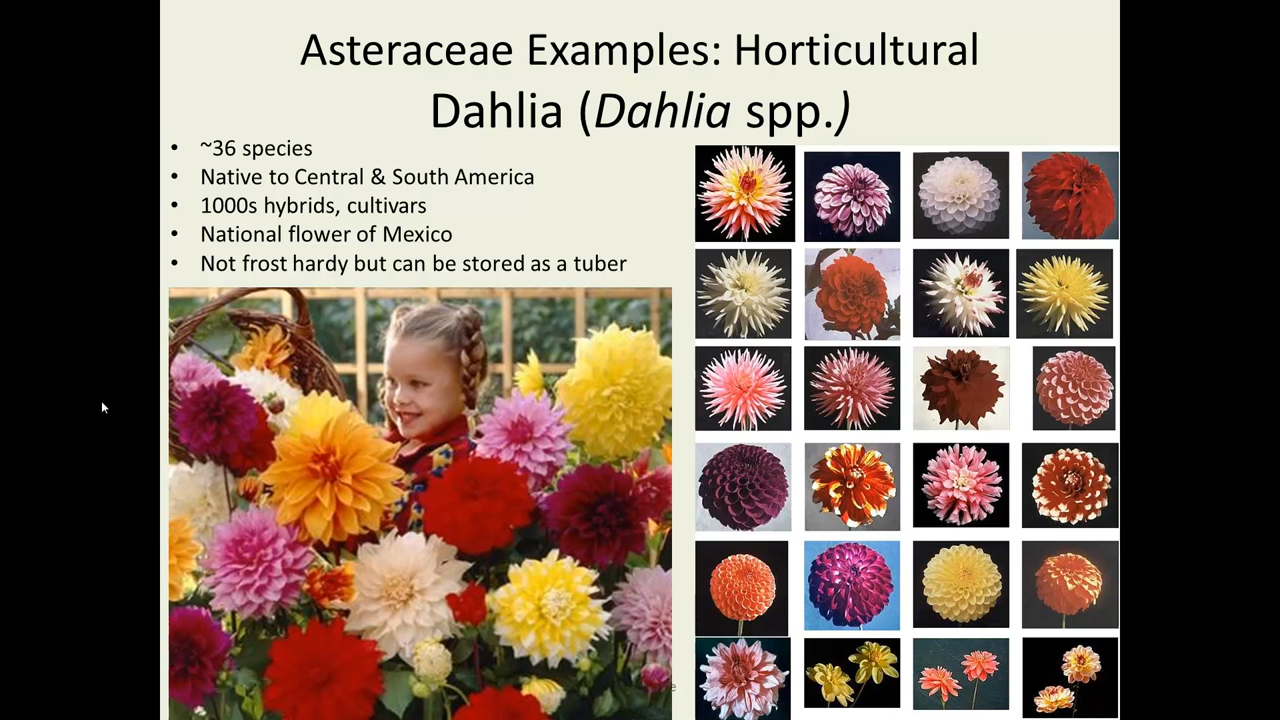 Asteraceae Examples: Horticultural
Dahlia (Dahlia spp.)
• ~36 species
• Native to Central & South America
• 1000s hybrids, cultivars
• National flower of Mexico
• Not frost hardy but can be stored as a tuber